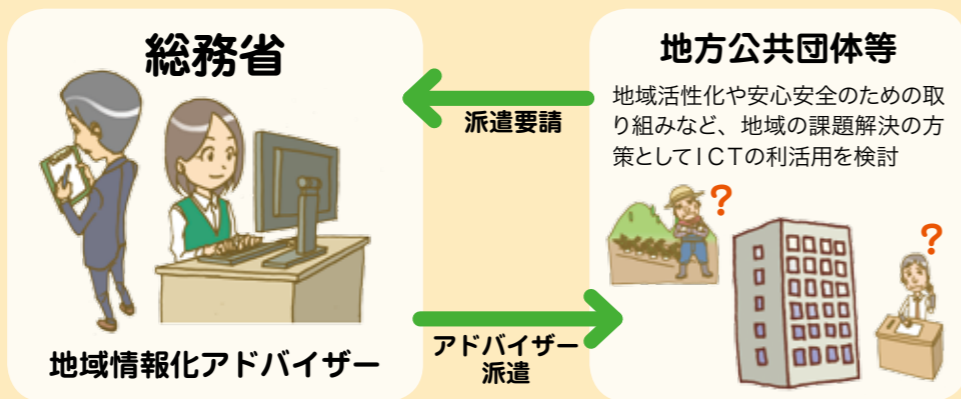 総務省
地域情報化アドバイザー
派遣要請
アドバイザー
派遣
地方公共団体等
地域活性化や安心安全のための取
り組みなど、地域の課題解決の方
策としてICTの利活用を検討
?
?